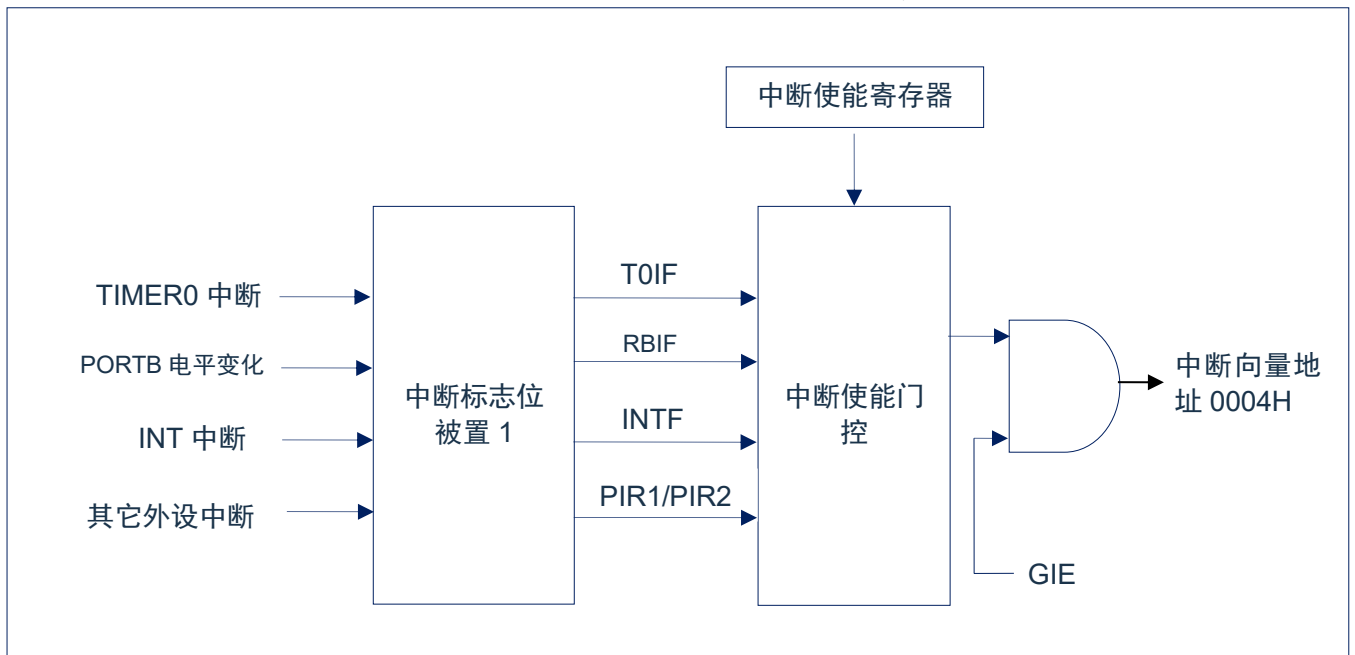 中断使能寄存器
TIMER0 中断
PORTB 电平变化
INT 中断
其它外设中断
中断标志位
被置 1
T0IF
RBIF
INTF
PIR1/PIR2
中断使能门
控
GIE
中断向量地
址 0004H